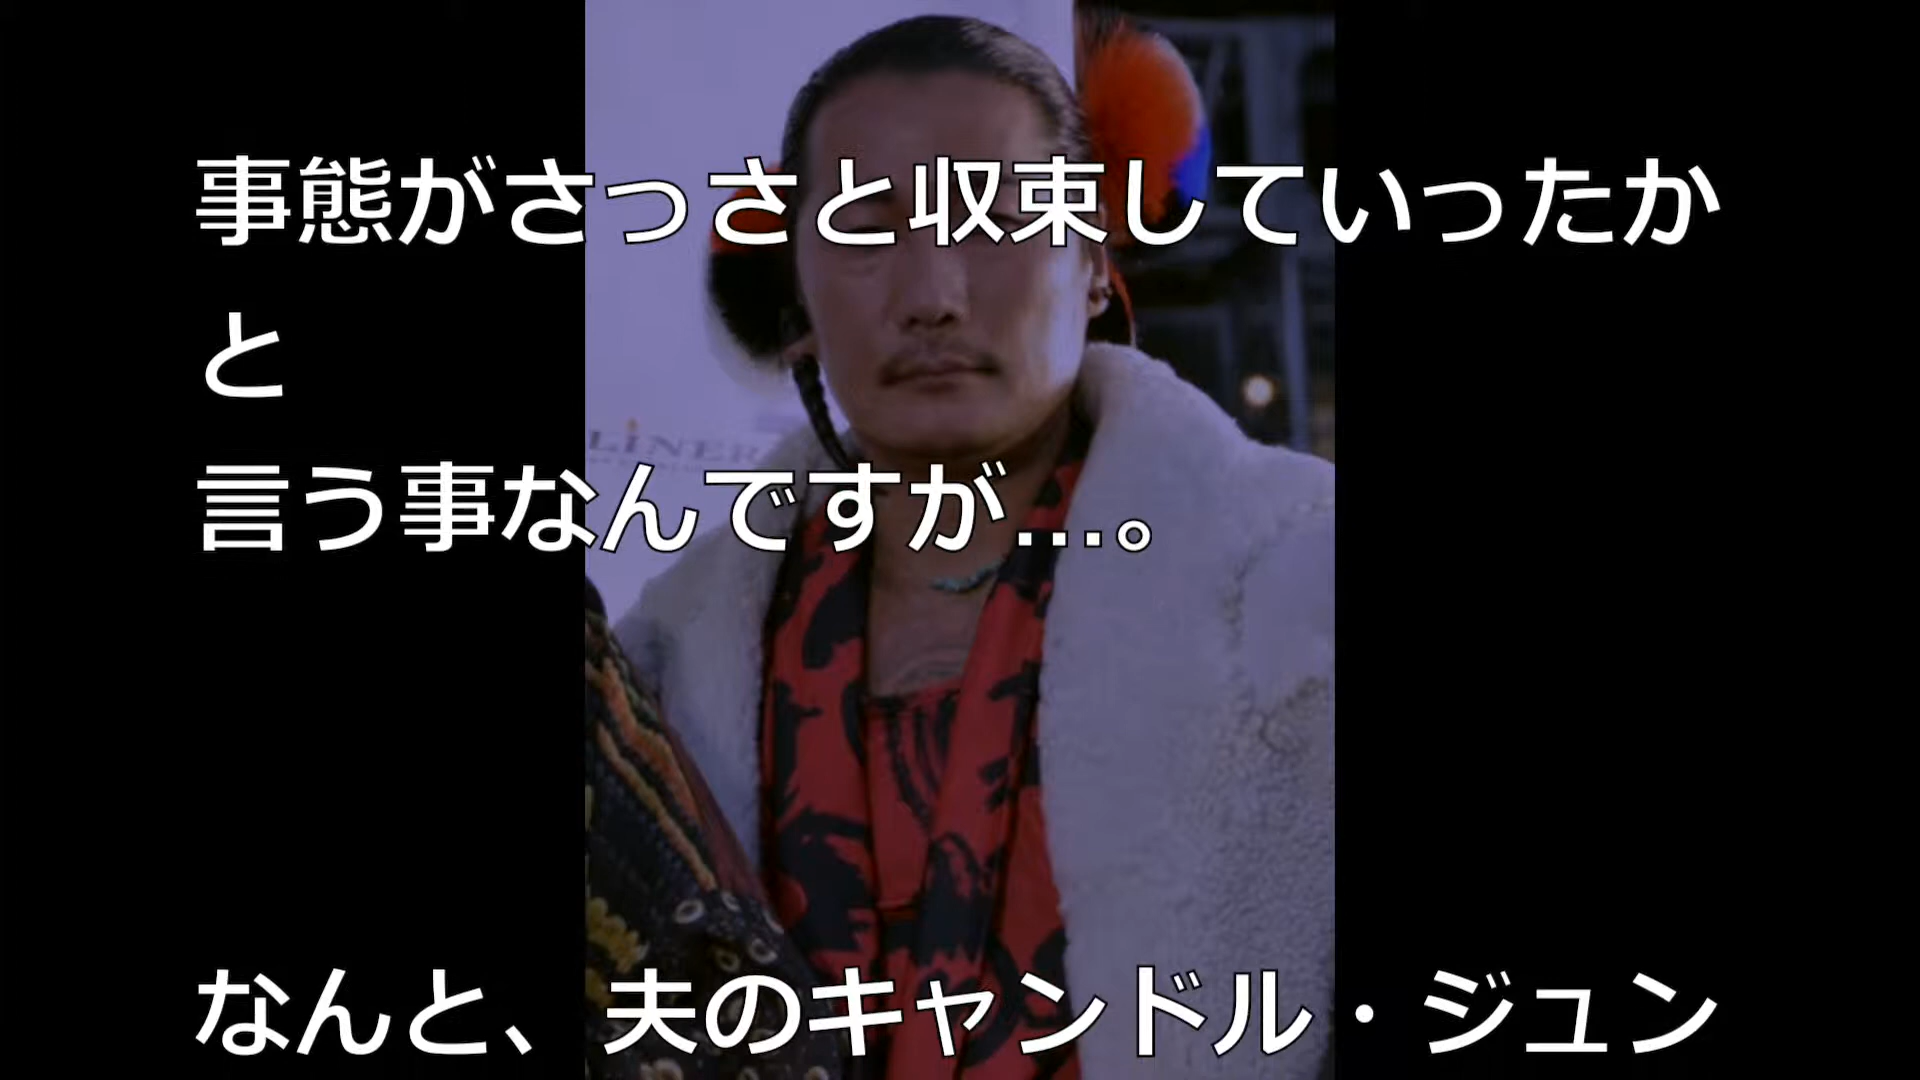 事態がさっさと収束していったか
と
言う事なんですが…。
なんと、夫のキャンドル・ジュン
LiNER